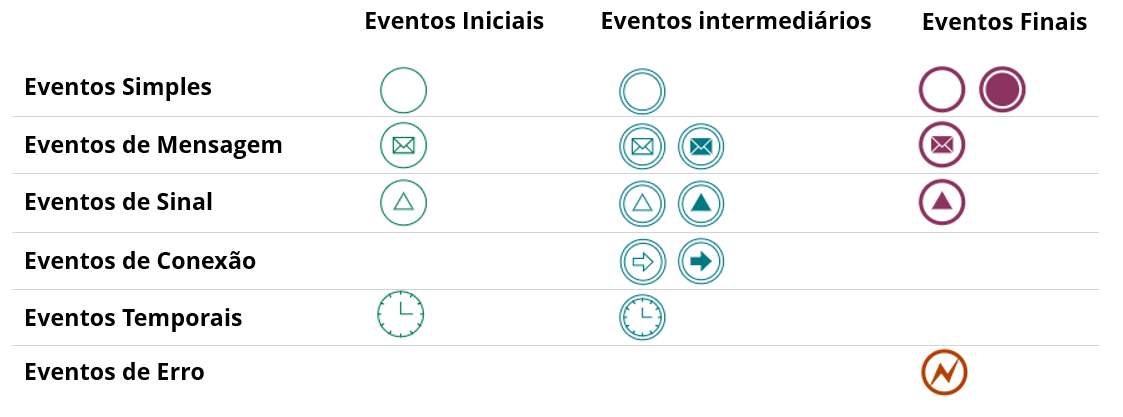 Eventos Iniciais Eventos intermediários Eventos Finais
Eventos Simples
Eventos de Mensagem
Eventos de Sinal
Eventos de Conexão
Eventos Temporais
Eventos de Erro